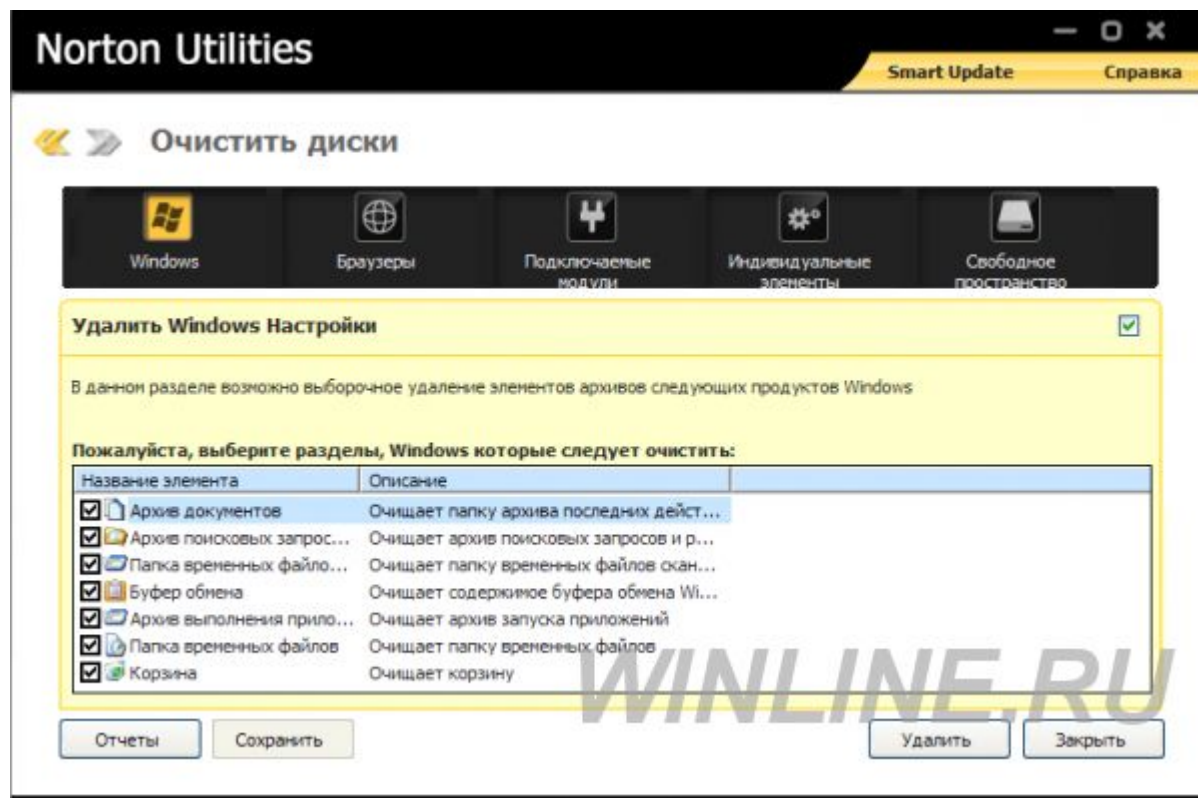 Norton Utilities
Smart Update Справка
Очистить диски
Windows Браузеры Подключаемые модули Индивидуальные элементы Свободное пространство
Удалить Windows Настройки
В данном разделе возможно выборочное удаление элементов архивов следующих продуктов Windows
Пожалуйста, выберите разделы, Windows которые следует очистить:
Название элемента Описание
Архив документов Очищает папку архива последних дейст...
Архив поисковых запрос... Очищает архив поисковых запросов и р...
Папка временных файло... Очищает папку временных файлов скан...
Буфер обмена Очищает содержимое буфера обмена Wi...
Архив выполнения прило... Очищает архив запуска приложений
Папка временных файлов Очищает папку временных файлов
Корзина Очищает корзину
WINLINE.RU
Отчеты Сохранить Удалить Закрыть